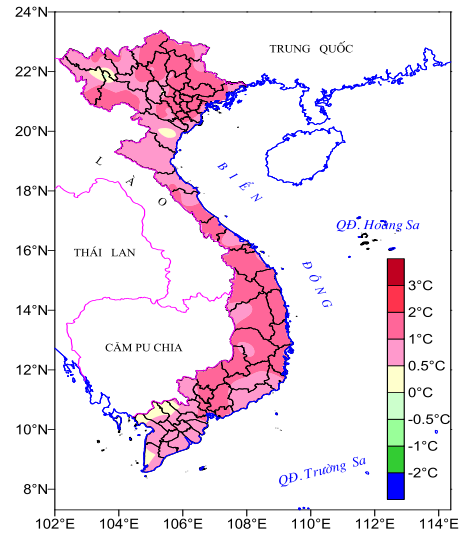 24°N
TRUNG QUỐC
22°N
20°N
LÀO
BIỂN
18°N
QĐ. Hoàng Sa
16°N
THÁI LAN
ĐÔNG
3°C
14°N
2°C
1°C
CĂM PU CHIA
0.5°C
12°N
0°C
-0.5°C
10°N
-1°C
QĐ. Trường Sa
-2°C
8°N
102°E 104°E 106°E 108°E 110°E 112°E 114°E